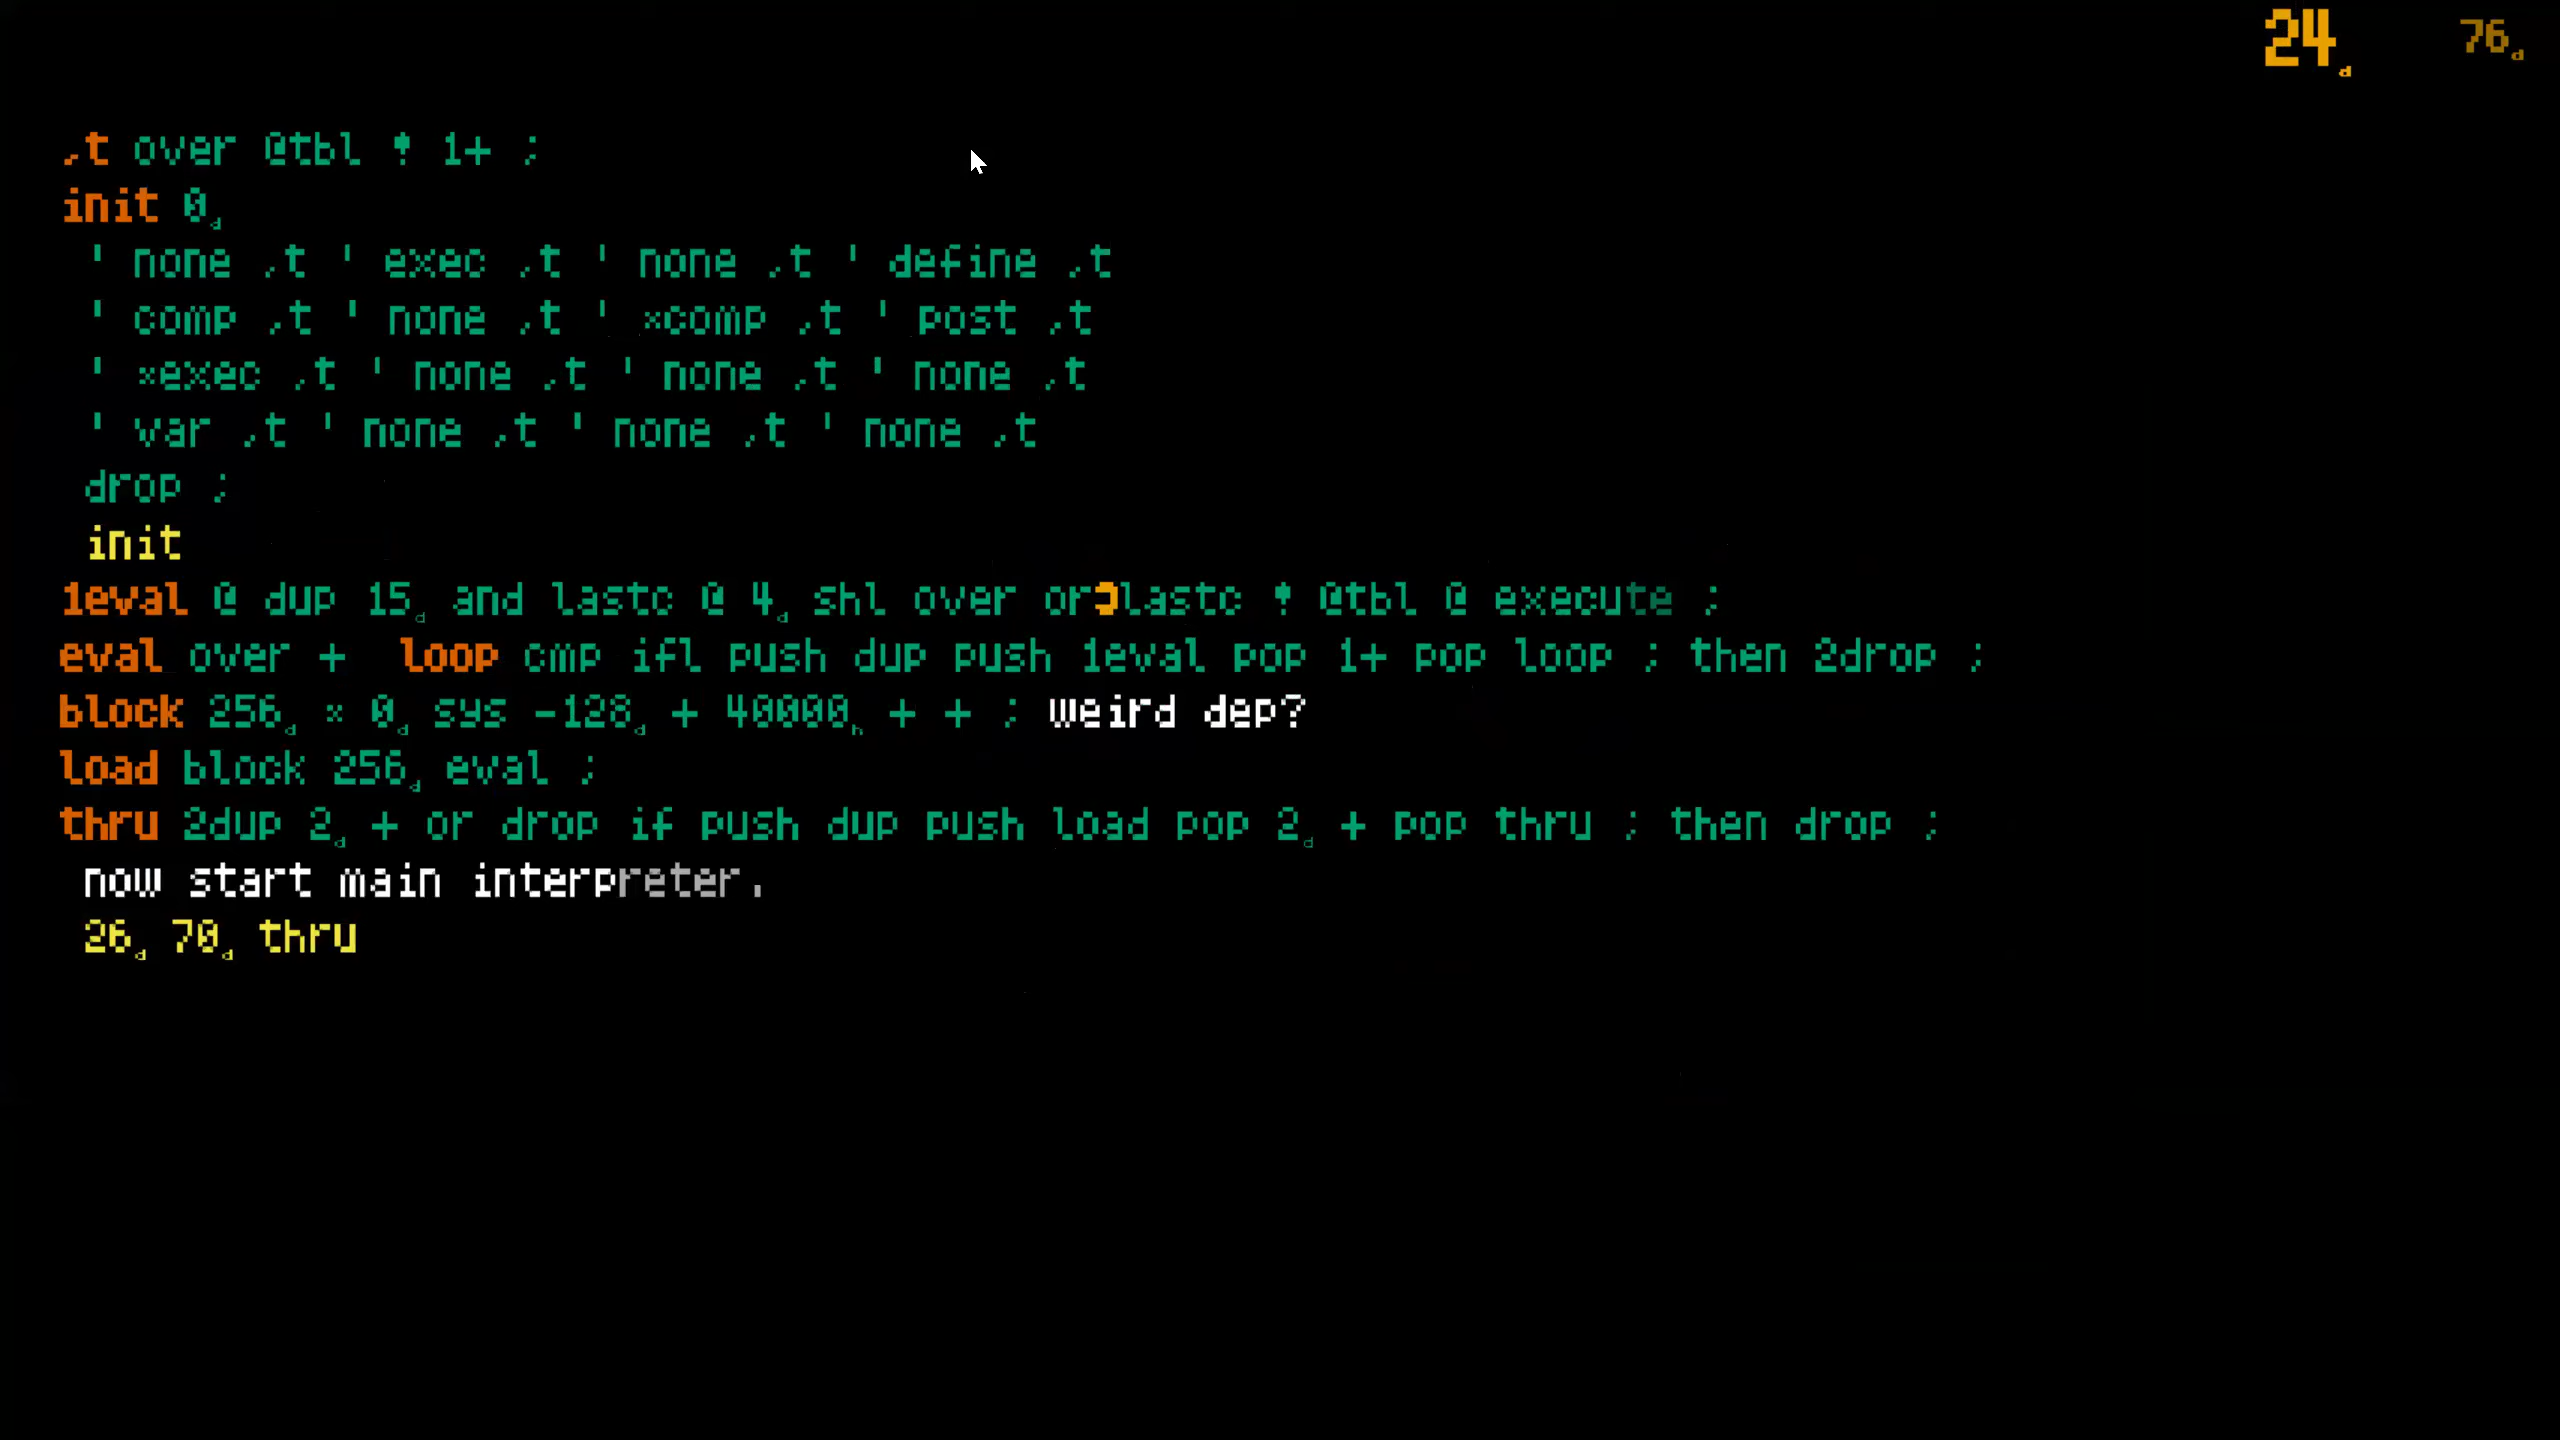 24d 76d
,t over @tbl ! 1+ ;
init 0d
' none ,t ' exec ,t ' none ,t ' define ,t
' comp ,t ' none ,t ' *comp ,t ' post ,t
' *exec ,t ' none ,t ' none ,t ' none ,t
' var ,t ' none ,t ' none ,t ' none ,t
drop ;
init
1eval @ dup 15d and lastc @ 4d shl over or lastc ! @tbl @ execute ;
eval over + loop cmp ifl push dup push 1eval pop 1+ pop loop ; then 2drop ;
block 256d * 0d sys -128d + 40000h + + ; weird dep?
load block 256d eval ;
thru 2dup 2d + or drop if push dup push load pop 2d + pop thru ; then drop ;
now start main interpreter.
26d 70d thru